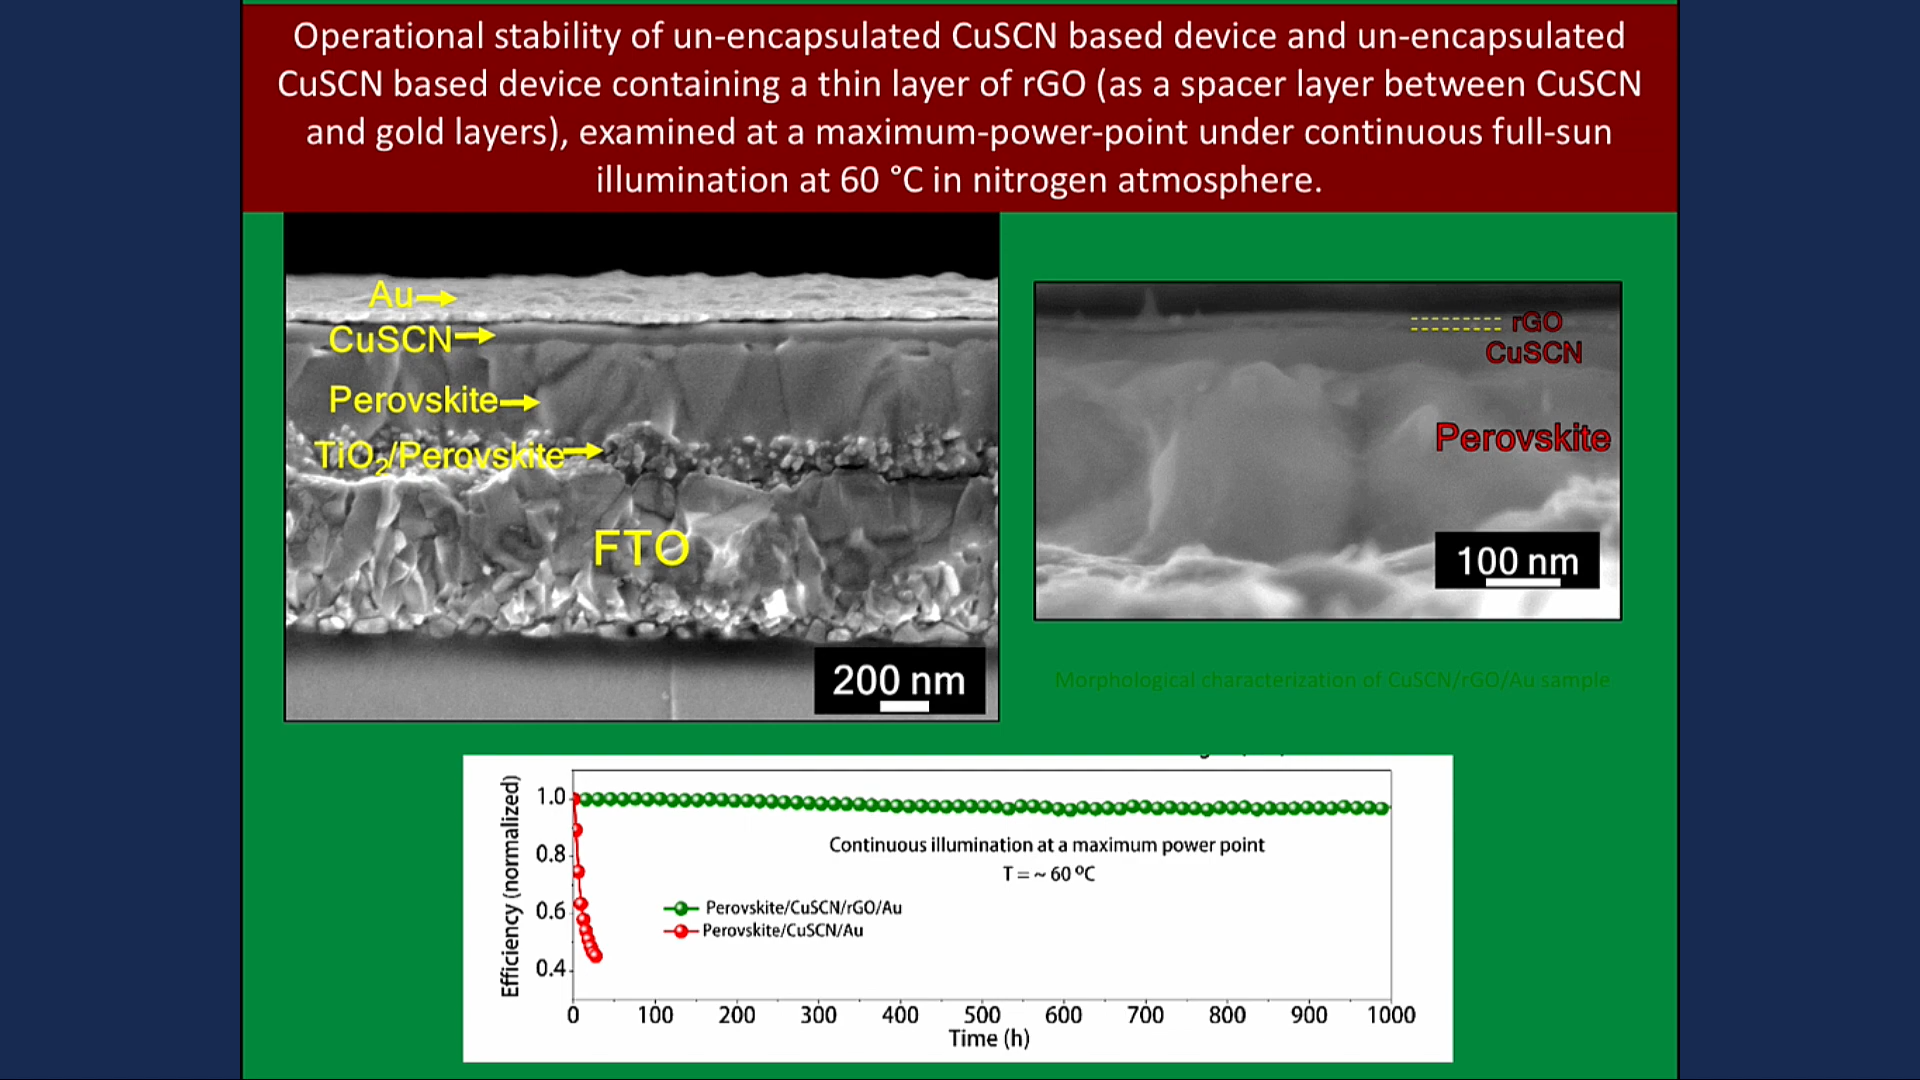 Operational stability of un-encapsulated CuSCN based device and un-encapsulated
CuSCN based device containing a thin layer of rGO (as a spacer layer between CuSCN
and gold layers), examined at a maximum-power-point under continuous full-sun
illumination at 60 °C in nitrogen atmosphere.
Au
CuSCN
Perovskite
TiO₂/Perovskite
FTO
200 nm
rGO
CuSCN
Perovskite
100 nm
Morphological characterization of CuSCN/rGO/Au sample
Efficiency (normalized)
1.0
0.8
0.6
0.4
Continuous illumination at a maximum power point
T = ~ 60 ºC
Perovskite/CuSCN/rGO/Au
Perovskite/CuSCN/Au
0 100 200 300 400 500 600 700 800 900 1000
Time (h)